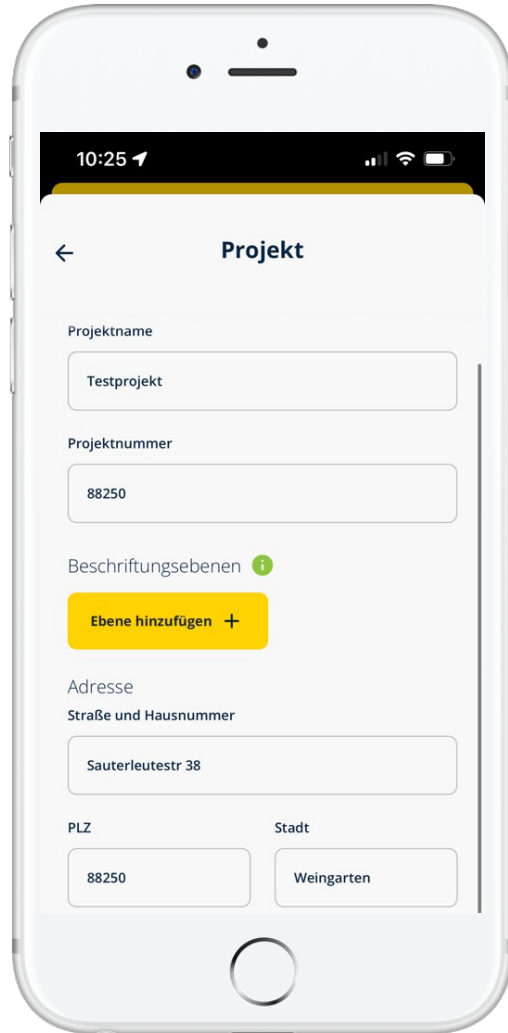 10:25
Projekt
Projektname
Testprojekt
Projektnummer
88250
Beschriftungsebenen i
Ebene hinzufügen +
Adresse
Straße und Hausnummer
Sauterleutestr 38
PLZ Stadt
88250 Weingarten